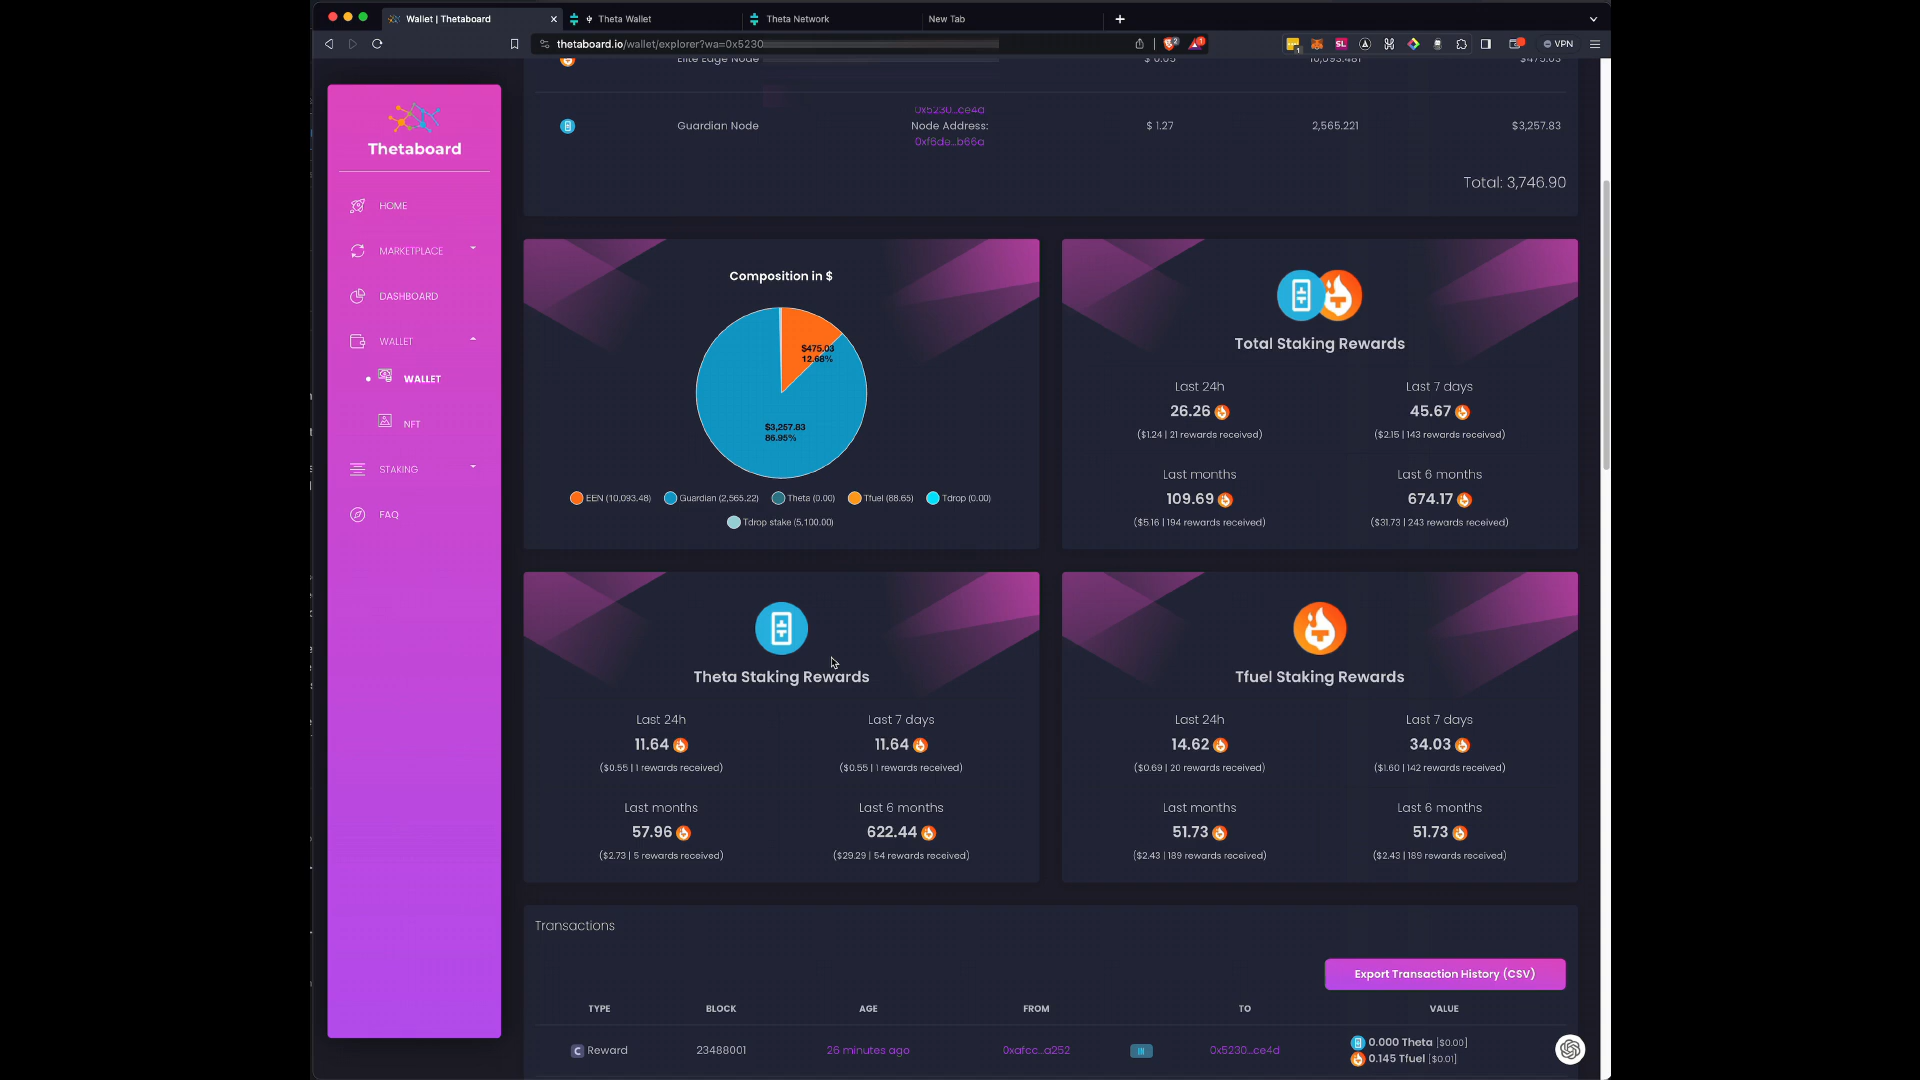 Wallet | Thetaboard
Theta Wallet
Theta Network
New Tab
thetaboard.io/wallet/explorer?wa=0x5230
VPN
Thetaboard
HOME
MARKETPLACE
DASHBOARD
WALLET
WALLET
NFT
STAKING
FAQ
Elite Edge Node $ 0.05 10,093.481 $475.03
0x5230...ce4d
Guardian Node Node Address: $ 1.27 2,565.221 $3,257.83
0xf6de...b66a
Total: 3,746.90
Composition in $
$475.03
12.68%
$3,257.83
86.95%
EEN (10,093.48) Guardian (2,565.22) Theta (0.00) Tfuel (88.65) Tdrop (0.00)
Tdrop stake (5,100.00)
Total Staking Rewards
Last 24h Last 7 days
26.26 45.67
($1.24 | 21 rewards received) ($2.15 | 143 rewards received)
Last months Last 6 months
109.69 674.17
($5.16 | 194 rewards received) ($31.73 | 243 rewards received)
Theta Staking Rewards
Last 24h Last 7 days
11.64 11.64
($0.55 | 1 rewards received) ($0.55 | 1 rewards received)
Last months Last 6 months
57.96 622.44
($2.73 | 5 rewards received) ($29.29 | 54 rewards received)
Tfuel Staking Rewards
Last 24h Last 7 days
14.62 34.03
($0.69 | 20 rewards received) ($1.60 | 142 rewards received)
Last months Last 6 months
51.73 51.73
($2.43 | 189 rewards received) ($2.43 | 189 rewards received)
Transactions
Export Transaction History (CSV)
TYPE BLOCK AGE FROM TO VALUE
Reward 23488001 26 minutes ago 0xafcc...a252 IN 0x5230...ce4d 0.000 Theta [$0.00]
0.145 Tfuel [$0.01]